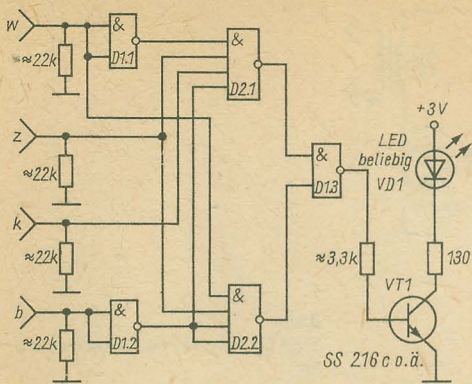 w
≈22k
&
D1.1
&
D2.1
z
≈22k
k
≈22k
b
≈22k
&
D1.2
&
D2.2
&
D1.3
≈3,3k
+3V
LED
beliebig
VD1
130
VT1
SS 216 c o.ä.